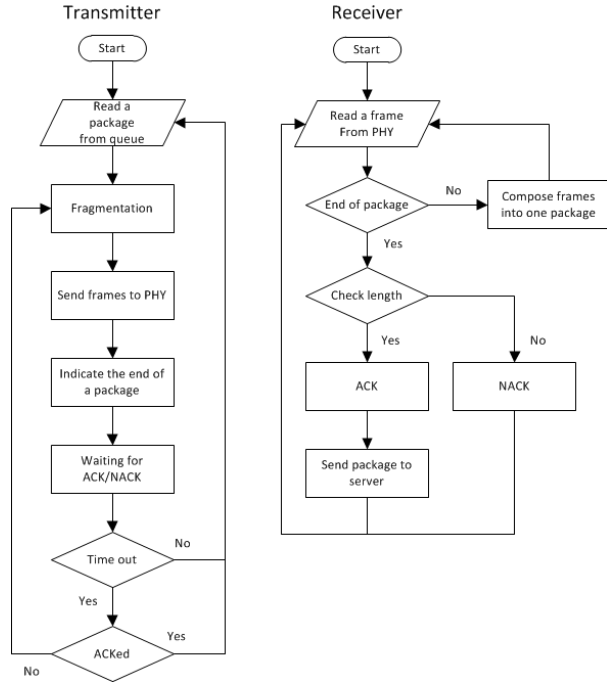 Transmitter
Start
Read a
package
from queue
Fragmentation
Send frames to PHY
Indicate the end of
a package
Waiting for
ACK/NACK
Time out
No
Yes
ACKed
Yes
No
Receiver
Start
Read a frame
From PHY
End of package
No
Compose frames
into one package
Yes
Check length
Yes
No
ACK
NACK
Send package to
server